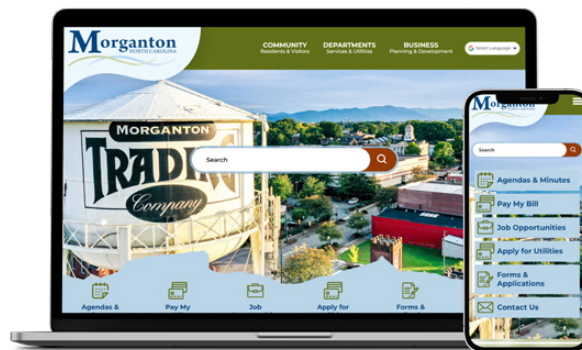 Morganton
NORTH CAROLINA
COMMUNITY
Residents & Visitors
DEPARTMENTS
Services & Utilities
BUSINESS
Planning & Development
Select Language
MORGANTON
TRADING
Company
Search
Agendas &
Pay My
Job
Apply for
Forms &
Morganton
Search
Agendas & Minutes
Pay My Bill
Job Opportunities
Apply for Utilities
Forms &
Applications
Contact Us